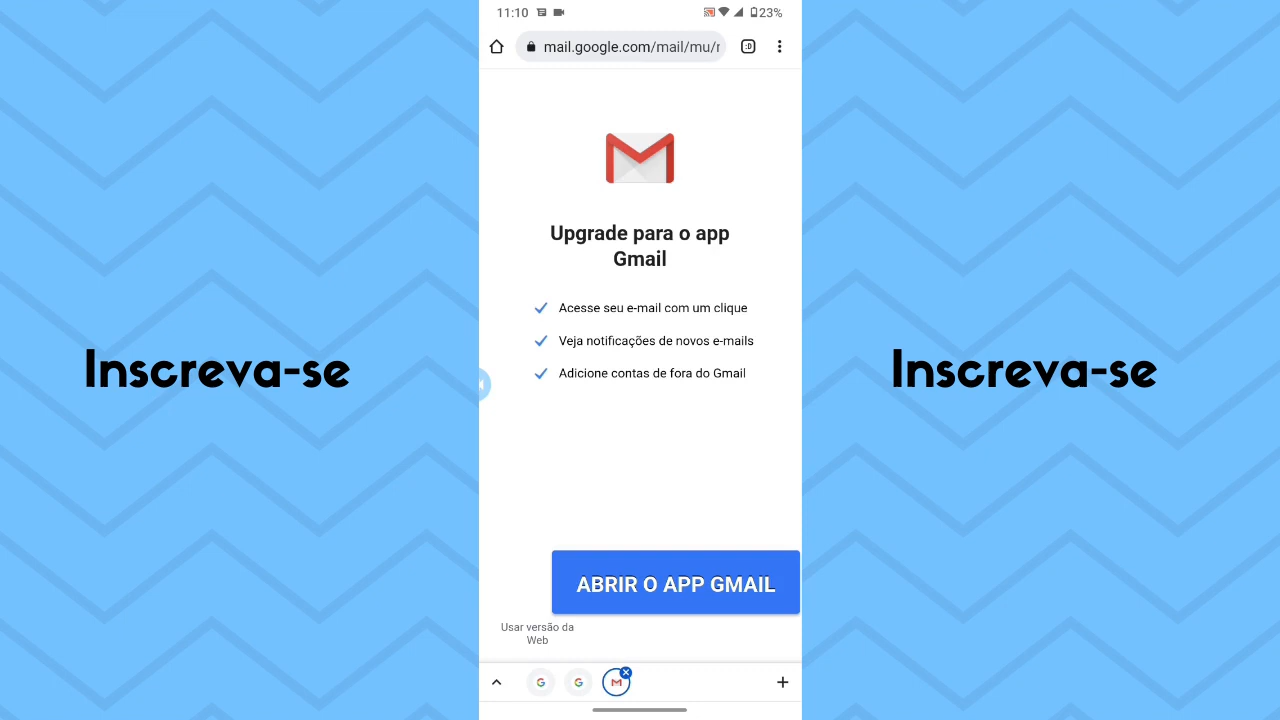 11:10
23%
mail.google.com/mail/mu/r
:D
Upgrade para o app
Gmail
Acesse seu e-mail com um clique
Veja notificações de novos e-mails
Adicione contas de fora do Gmail
Inscreva-se
Inscreva-se
ABRIR O APP GMAIL
Usar versão da
Web